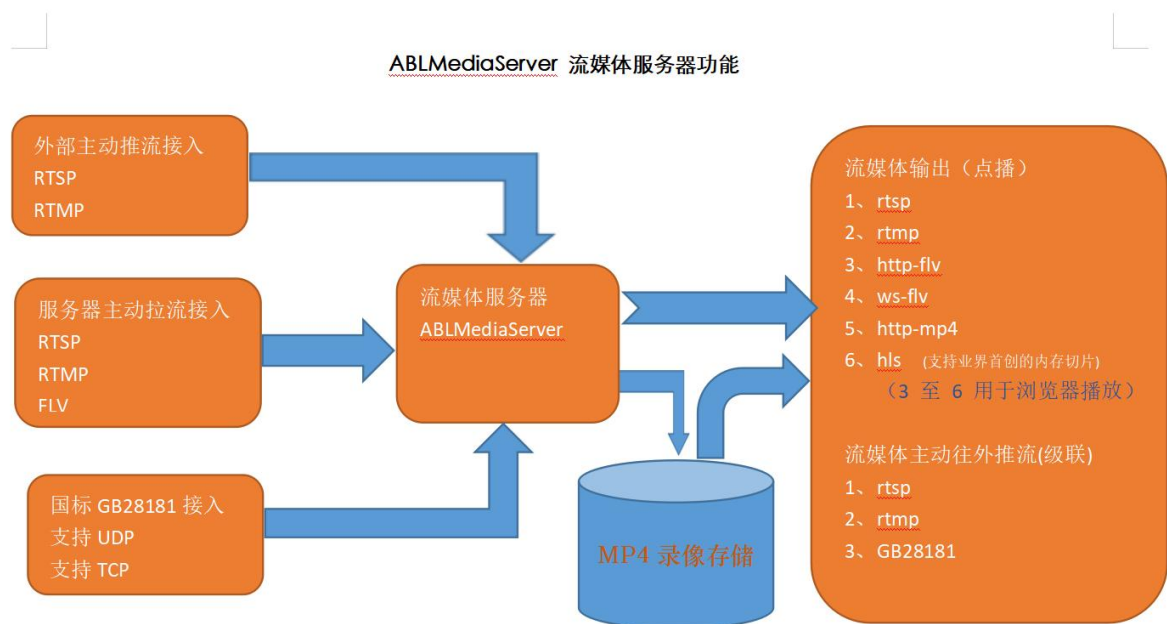 ABLMediaServer 流媒体服务器功能
外部主动推流接入
RTSP
RTMP
服务器主动拉流接入
RTSP
RTMP
FLV
国标 GB28181 接入
支持 UDP
支持 TCP
流媒体服务器
ABLMediaServer
MP4 录像存储
流媒体输出（点播）
1、rtsp
2、rtmp
3、http-flv
4、ws-flv
5、http-mp4
6、hls （支持业界首创的内存切片）
（3 至 6 用于浏览器播放）
流媒体主动往外推流(级联)
1、rtsp
2、rtmp
3、GB28181